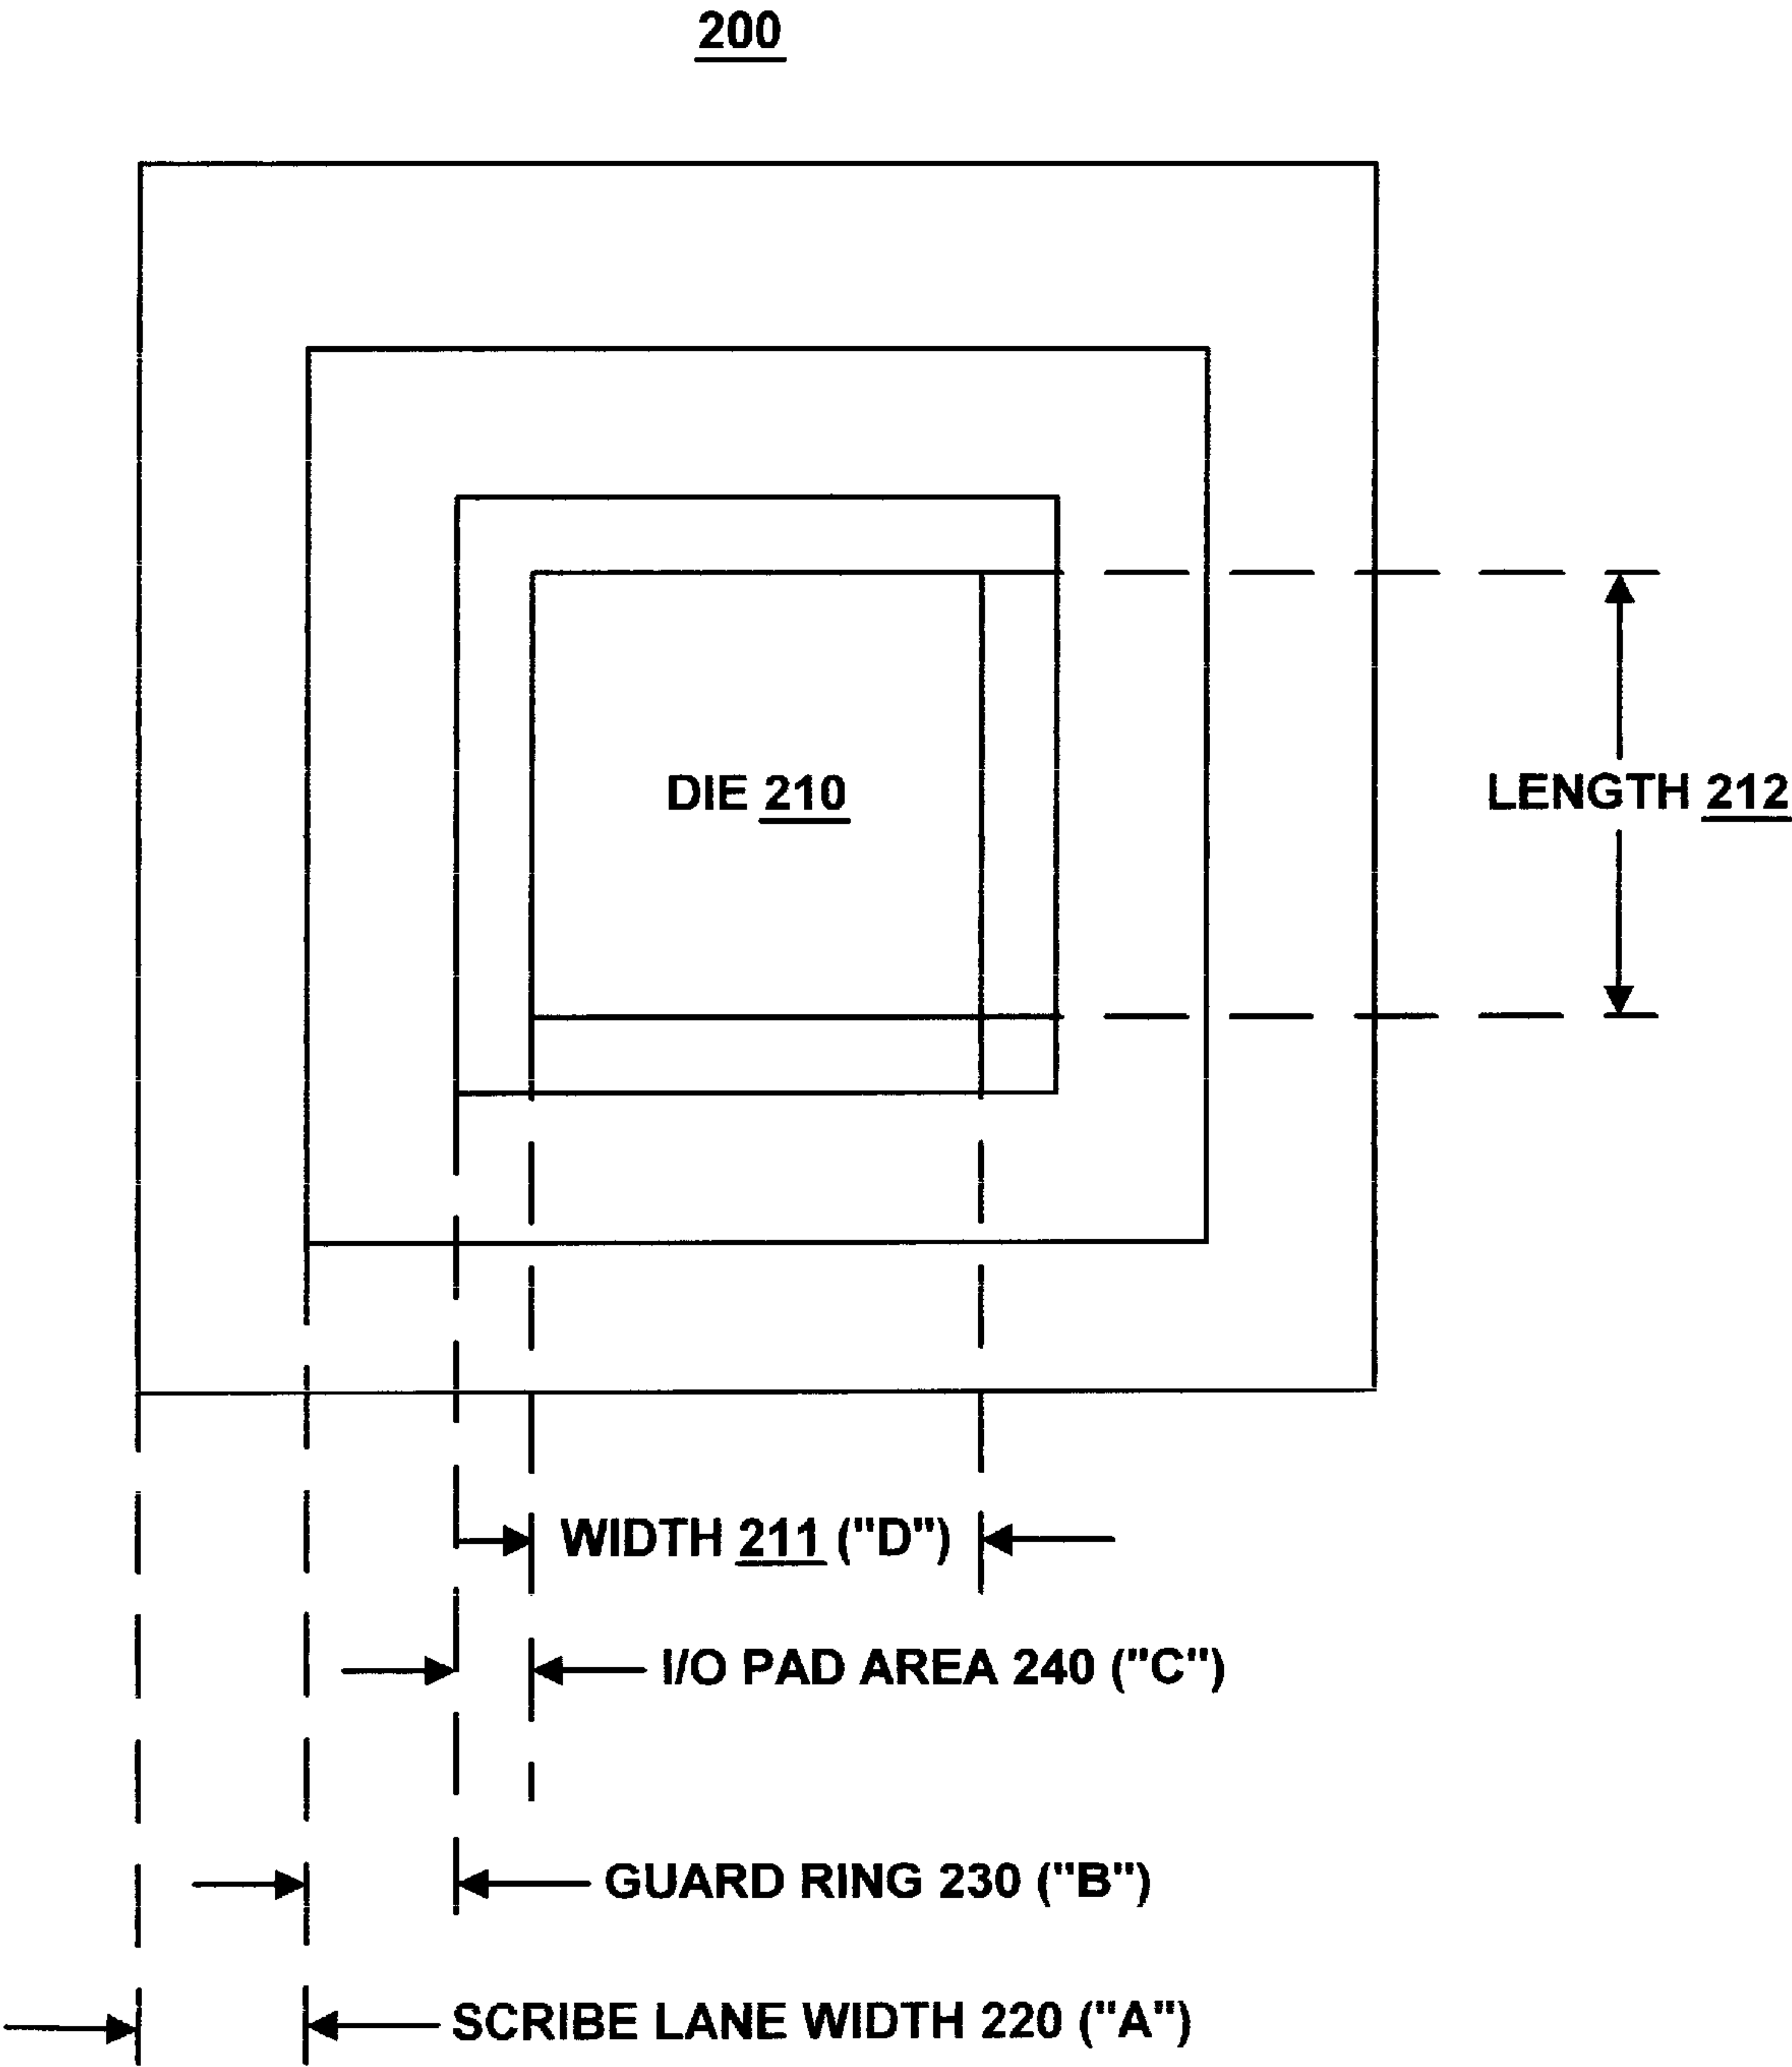 200
DIE 210
LENGTH 212
WIDTH 211 ("D")
I/O PAD AREA 240 ("C")
GUARD RING 230 ("B")
SCRIBE LANE WIDTH 220 ("A")